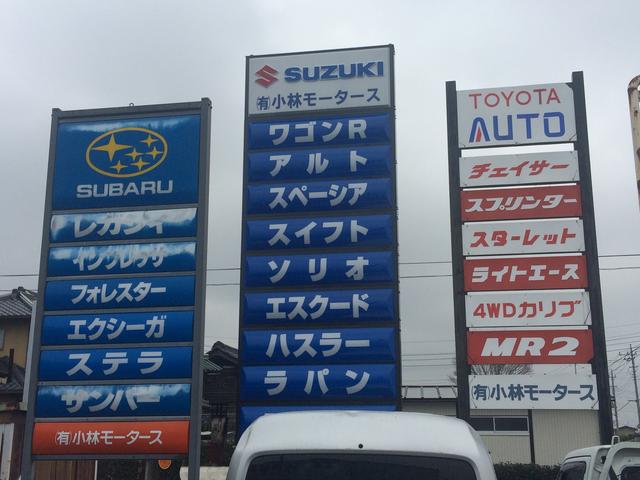 SUBARU
レガシィ
インプレッサ
フォレスター
エクシーガ
ステラ
サンバー
㈲小林モータース
SUZUKI
㈲小林モータース
ワゴンR
アルト
スペーシア
スイフト
ソリオ
エスクード
ハスラー
ラパン
TOYOTA
AUTO
チェイサー
スプリンター
スターレット
ライトエース
4WDカリブ
MR2
㈲小林モータース